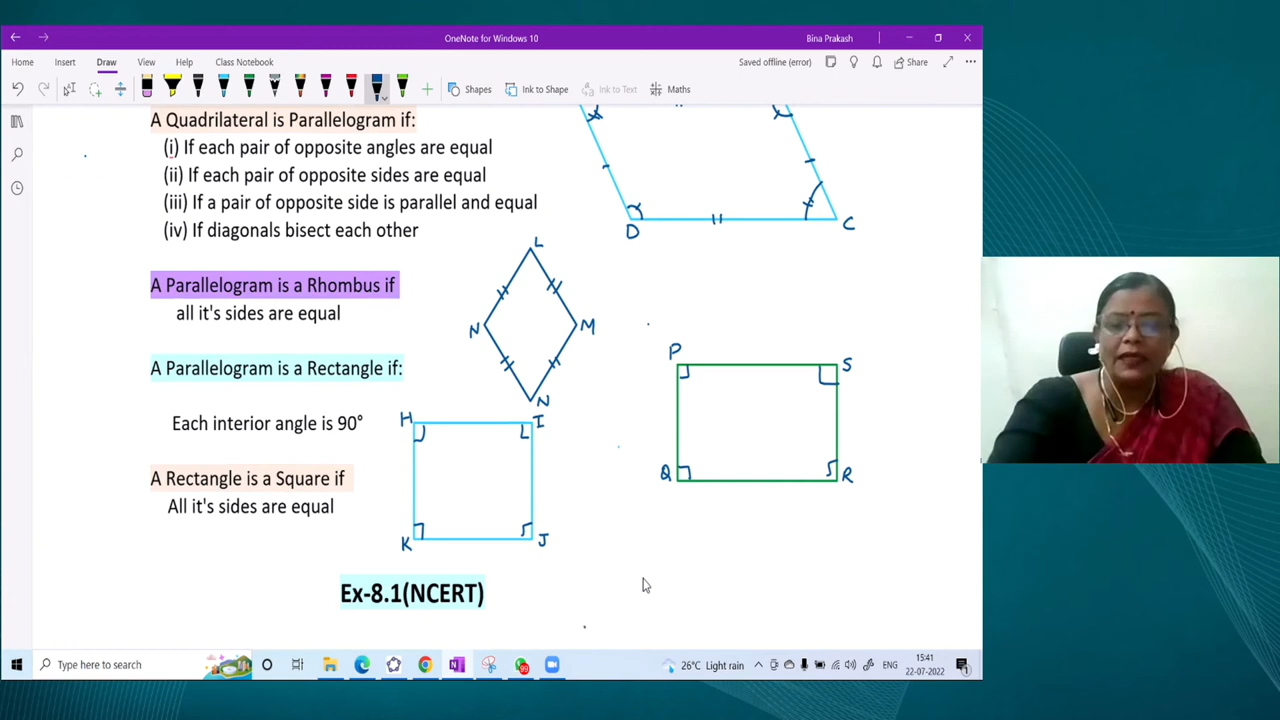 OneNote for Windows 10
Bina Prakash
Home Insert Draw View Help Class Notebook
Saved offline (error)
Share
Shapes
Ink to Shape
Ink to Text
Maths
A Quadrilateral is Parallelogram if:
(i) If each pair of opposite angles are equal
(ii) If each pair of opposite sides are equal
(iii) If a pair of opposite side is parallel and equal
(iv) If diagonals bisect each other
D
C
L
A Parallelogram is a Rhombus if
all it's sides are equal
N
M
N
P
S
A Parallelogram is a Rectangle if:
Each interior angle is 90°
H
I
Q
R
A Rectangle is a Square if
All it's sides are equal
K
J
Ex-8.1(NCERT)
Type here to search
99
26°C Light rain
ENG
15:41
22-07-2022
1